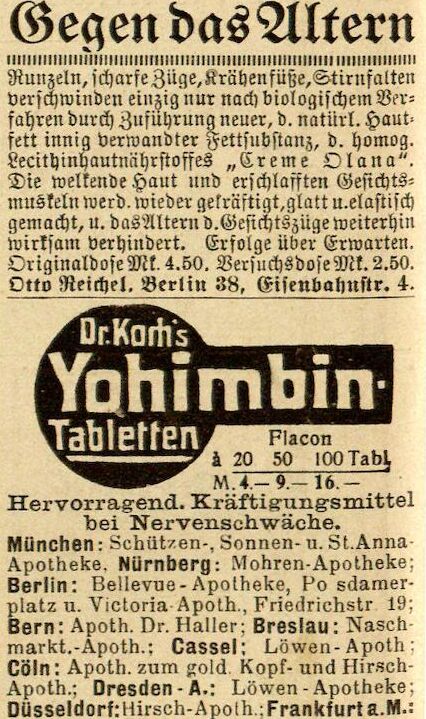 Gegen das Altern
Runzeln, scharfe Züge, Krähenfüße, Stirnfalten
verschwinden einzig nur nach biologischem Ver-
fahren durch Zuführung neuer, d. natürl. Haut-
fett innig verwandter Fettsubstanz, d. homog.
Lecithinhautnährstoffes „Creme Olana“.
Die welkende Haut und erschlafften Gesichts-
muskeln werd. wieder gekräftigt, glatt u. elastisch
gemacht, u. das Altern d. Gesichtszüge weiterhin
wirksam verhindert. Erfolge über Erwarten.
Originaldose Mk. 4.50. Versuchsdose Mk. 2.50.
Otto Reichel, Berlin 38, Eisenbahnstr. 4.
Dr. Koch's
Yohimbin-
Tabletten
Flacon
à 20 50 100 Tabl.
M. 4.- 9.- 16.-
Hervorragend. Kräftigungsmittel
bei Nervenschwäche.
München: Schützen-, Sonnen- u. St. Anna-
Apotheke. Nürnberg: Mohren-Apotheke;
Berlin: Bellevue-Apotheke, Po sdamer-
platz u. Victoria-Apoth., Friedrichstr. 19;
Bern: Apoth. Dr. Haller; Breslau: Nasch-
markt.-Apoth.; Cassel: Löwen-Apoth;
Cöln: Apoth. zum gold. Kopf- und Hirsch-
Apoth.; Dresden-A.: Löwen-Apotheke;
Düsseldorf: Hirsch-Apoth.; Frankfurt a. M.: